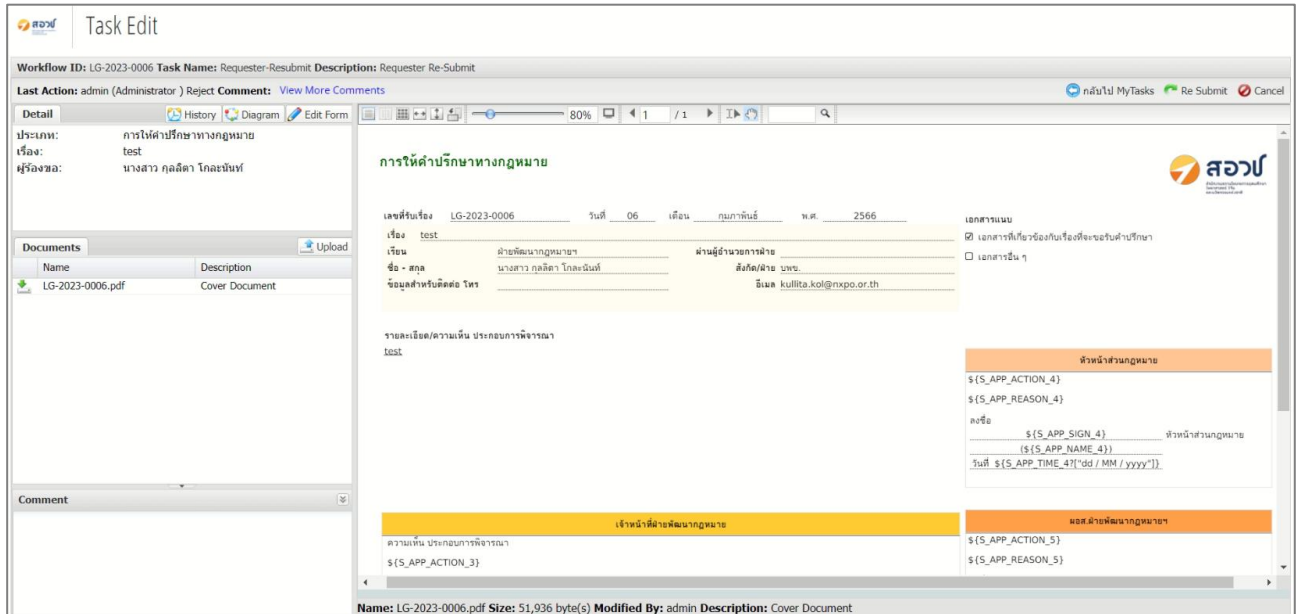 สอวช Task Edit
Workflow ID: LG-2023-0006 Task Name: Requester-Resubmit Description: Requester Re-Submit
Last Action: admin (Administrator ) Reject Comment: View More Comments
กลับไป MyTasks Re Submit Cancel
Detail History Diagram Edit Form
80% 1 / 1
ประเภท: การให้คำปรึกษาทางกฎหมาย
เรื่อง: test
ผู้ร้องขอ: นางสาว กุลลิตา โกละนันท์
Documents Upload
Name Description
LG-2023-0006.pdf Cover Document
Comment
การให้คำปรึกษาทางกฎหมาย
สอวช
เลขที่รับเรื่อง LG-2023-0006 วันที่ 06 เดือน กุมภาพันธ์ พ.ศ. 2566
เรื่อง test
เรียน ฝ่ายพัฒนากฎหมายฯ ผ่านผู้อำนวยการฝ่าย
ชื่อ - สกุล นางสาว กุลลิตา โกละนันท์ สังกัด/ฝ่าย บพข.
ข้อมูลสำหรับติดต่อ โทร อีเมล kullita.kol@nxpo.or.th
เอกสารแนบ
เอกสารที่เกี่ยวข้องกับเรื่องที่จะขอรับคำปรึกษา
เอกสารอื่น ๆ
รายละเอียด/ความเห็น ประกอบการพิจารณา
test
หัวหน้าส่วนกฎหมาย
${S_APP_ACTION_4}
${S_APP_REASON_4}
ลงชื่อ
${S_APP_SIGN_4} หัวหน้าส่วนกฎหมาย
(${S_APP_NAME_4})
วันที่ ${S_APP_TIME_4?["dd / MM / yyyy"]}
เจ้าหน้าที่ฝ่ายพัฒนากฎหมาย
ความเห็น ประกอบการพิจารณา
${S_APP_ACTION_3}
ผอส.ฝ่ายพัฒนากฎหมายฯ
${S_APP_ACTION_5}
${S_APP_REASON_5}
Name: LG-2023-0006.pdf Size: 51,936 byte(s) Modified By: admin Description: Cover Document